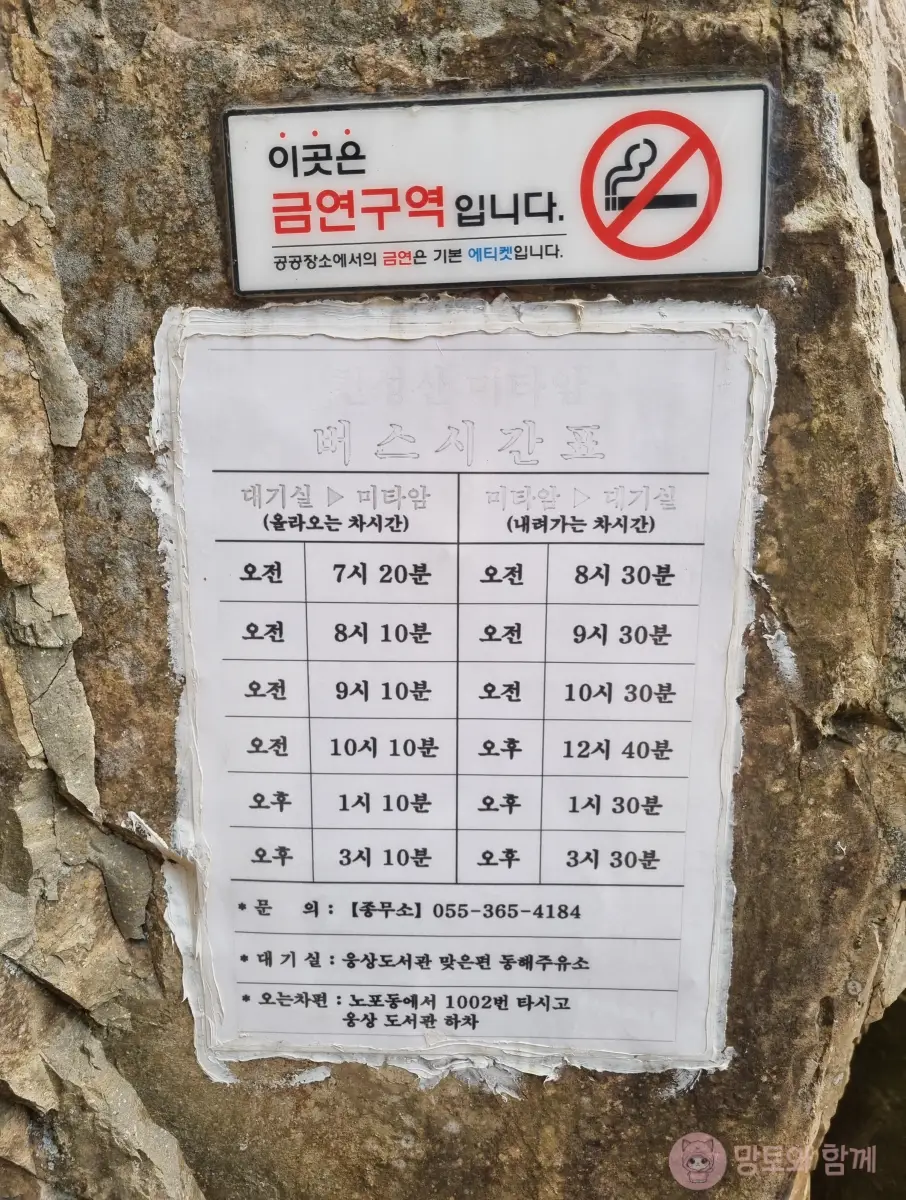 이곳은
금연구역입니다.
공공장소에서의 금연은 기본 에티켓입니다.
천성산 미타암
버스시간표
대기실 ▶ 미타암 미타암 ▷ 대기실
(올라오는 차시간) (내려가는 차시간)
오전 7시 20분 오전 8시 30분
오전 8시 10분 오전 9시 30분
오전 9시 10분 오전 10시 30분
오전 10시 10분 오후 12시 40분
오후 1시 10분 오후 1시 30분
오후 3시 10분 오후 3시 30분
* 문 의 : 【종무소】 055-365-4184
* 대 기 실 : 웅상도서관 맞은편 동해주유소
* 오는차편 : 노포동에서 1002번 타시고
웅상 도서관 하차
망토와 함께